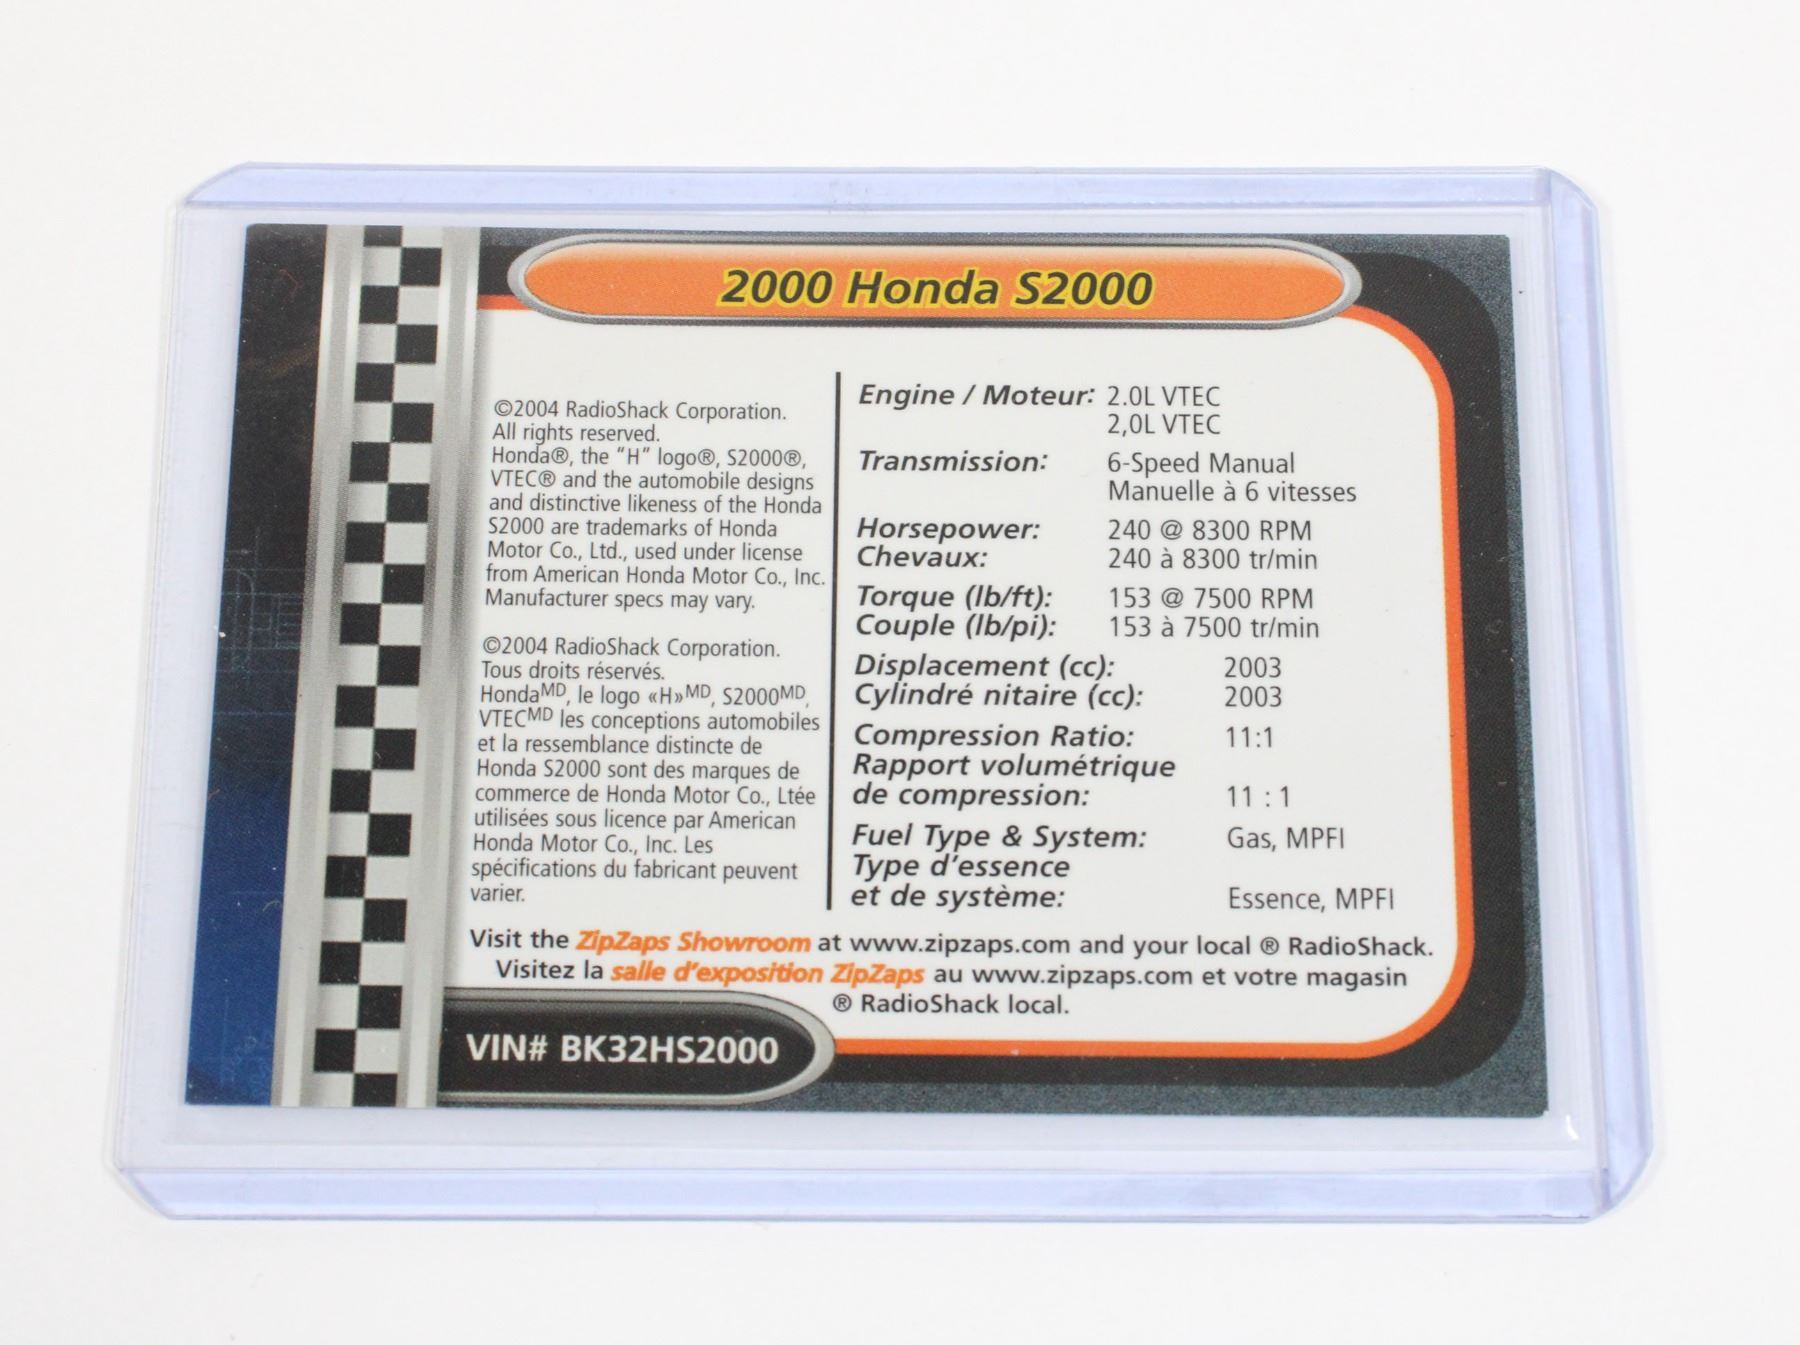 2000 Honda S2000
©2004 RadioShack Corporation.
All rights reserved.
Honda®, the “H” logo®, S2000®,
VTEC® and the automobile designs
and distinctive likeness of the Honda
S2000 are trademarks of Honda
Motor Co., Ltd., used under license
from American Honda Motor Co., Inc.
Manufacturer specs may vary.
©2004 RadioShack Corporation.
Tous droits réservés.
HondaMD, le logo «H»MD, S2000MD,
VTECMD les conceptions automobiles
et la ressemblance distincte de
Honda S2000 sont des marques de
commerce de Honda Motor Co., Ltée
utilisées sous licence par American
Honda Motor Co., Inc. Les
spécifications du fabricant peuvent
varier.
Engine / Moteur: 2.0L VTEC
2,0L VTEC
Transmission: 6-Speed Manual
Manuelle à 6 vitesses
Horsepower: 240 @ 8300 RPM
Chevaux: 240 à 8300 tr/min
Torque (lb/ft): 153 @ 7500 RPM
Couple (lb/pi): 153 à 7500 tr/min
Displacement (cc): 2003
Cylindré nitaire (cc): 2003
Compression Ratio: 11:1
Rapport volumétrique
de compression: 11 : 1
Fuel Type & System: Gas, MPFI
Type d’essence
et de système: Essence, MPFI
Visit the ZipZaps Showroom at www.zipzaps.com and your local ® RadioShack.
Visitez la salle d’exposition ZipZaps au www.zipzaps.com et votre magasin
® RadioShack local.
VIN# BK32HS2000